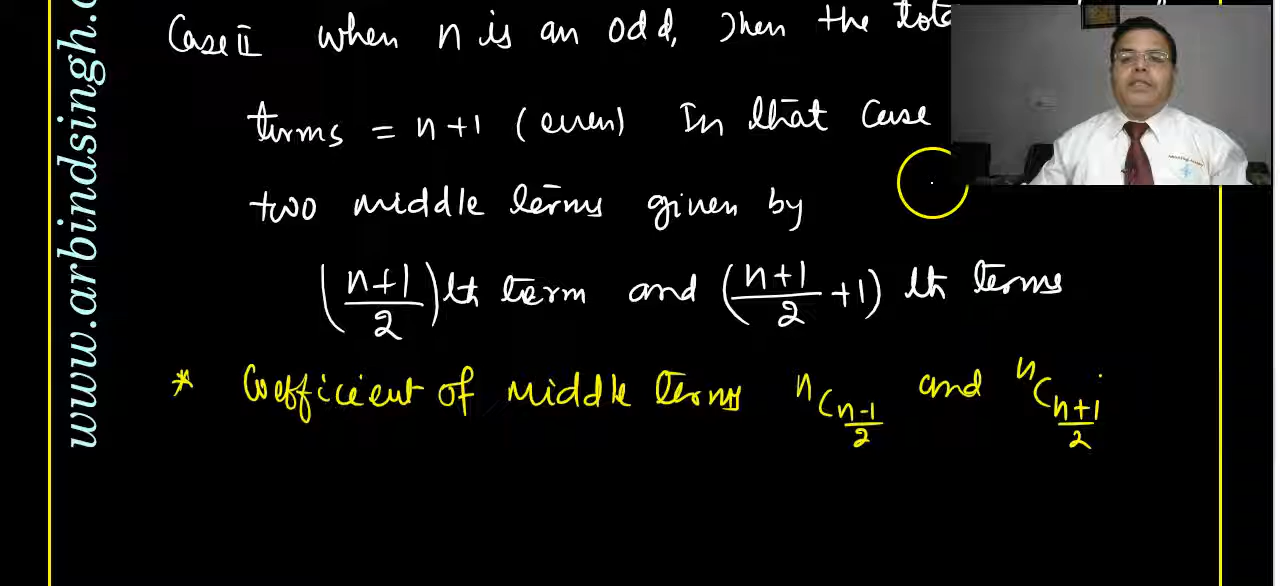 www.arbindsingh.c
Case II when n is an odd, Then the tota
terms = n+1 (even) In that case
two middle terms given by
(n+1/2)th term and (n+1/2 +1) th terms
* Coefficient of Middle terms nC n-1/2 and nC n+1/2